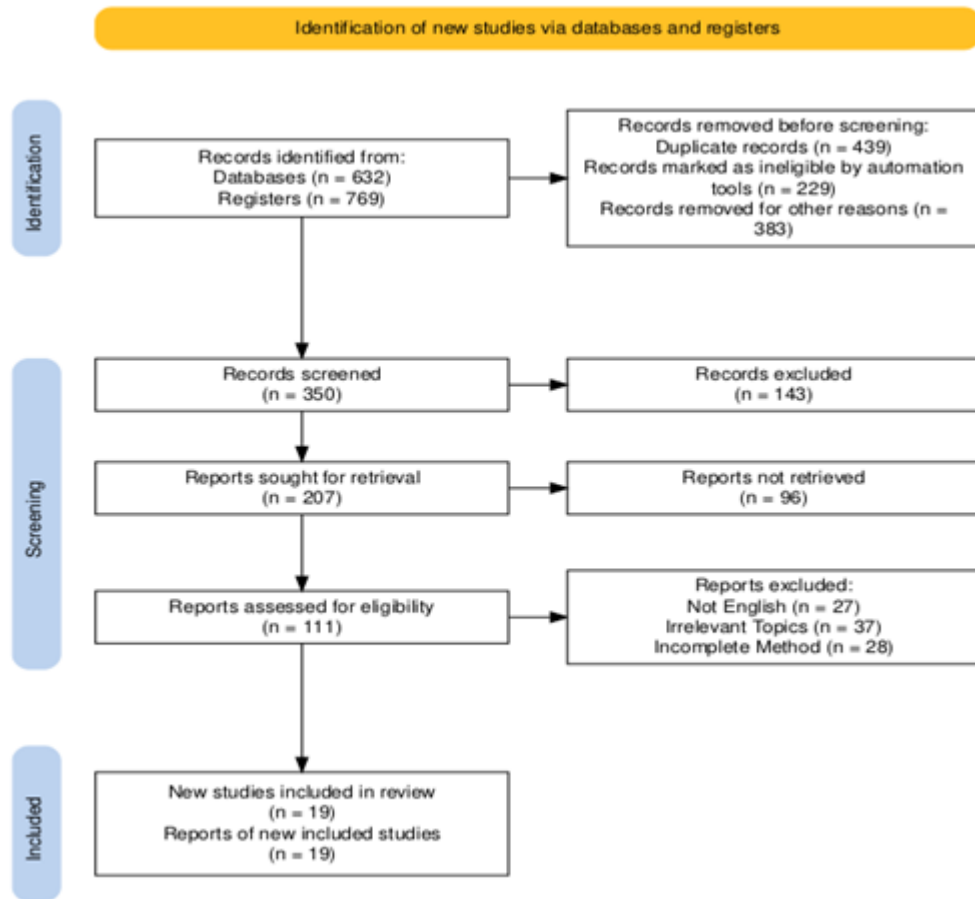 Identification of new studies via databases and registers
Identification
Records identified from:
Databases (n = 632)
Registers (n = 769)
Records removed before screening:
Duplicate records (n = 439)
Records marked as ineligible by automation
tools (n = 229)
Records removed for other reasons (n =
383)
Screening
Records screened
(n = 350)
Records excluded
(n = 143)
Reports sought for retrieval
(n = 207)
Reports not retrieved
(n = 96)
Reports assessed for eligibility
(n = 111)
Reports excluded:
Not English (n = 27)
Irrelevant Topics (n = 37)
Incomplete Method (n = 28)
Included
New studies included in review
(n = 19)
Reports of new included studies
(n = 19)